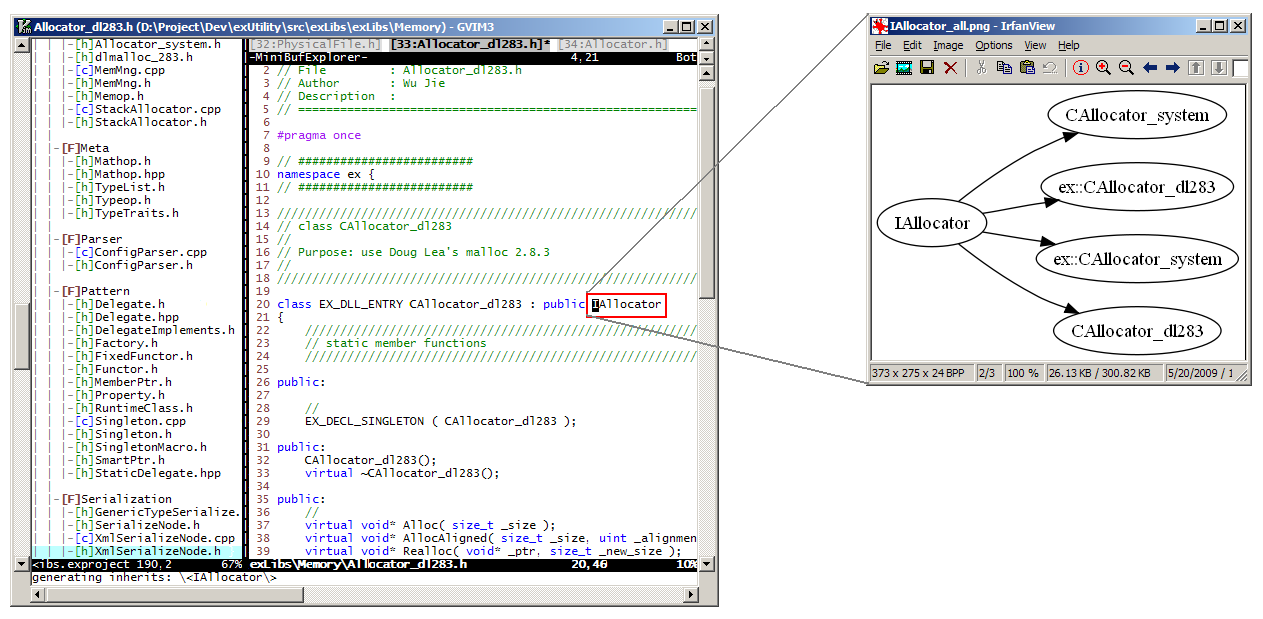 Allocator_dl283.h (D:\Project\Dev\exUtility\src\exLibs\exLibs\Memory) - GVIM3
| | |-[h]Allocator_system.h
| | |-[h]dlmalloc_283.h
| | |-[c]MemMng.cpp
| | |-[h]MemMng.h
| | |-[h]Memop.h
| | |-[c]StackAllocator.cpp
| | |-[h]StackAllocator.h
| |
| |-[F]Meta
| | |-[h]Mathop.h
| | |-[h]Mathop.hpp
| | |-[h]TypeList.h
| | |-[h]Typeop.h
| | |-[h]TypeTraits.h
| |
| |-[F]Parser
| | |-[c]ConfigParser.cpp
| | |-[h]ConfigParser.h
| |
| |-[F]Pattern
| | |-[h]Delegate.h
| | |-[h]Delegate.hpp
| | |-[h]DelegateImplements.h
| | |-[h]Factory.h
| | |-[h]FixedFunctor.h
| | |-[h]Functor.h
| | |-[h]MemberPtr.h
| | |-[h]Property.h
| | |-[h]RuntimeClass.h
| | |-[c]Singleton.cpp
| | |-[h]Singleton.h
| | |-[h]SingletonMacro.h
| | |-[h]SmartPtr.h
| | |-[h]StaticDelegate.hpp
| |
| |-[F]Serialization
| | |-[h]GenericTypeSerialize.
| | |-[h]SerializeNode.h
| | |-[c]XmlSerializeNode.cpp
| | |-[h]XmlSerializeNode.h
<ibs.exproject 190,2 67%
[32:PhysicalFile.h] [33:Allocator_dl283.h]* [34:Allocator.h]
-MiniBufExplorer- 4,21 Bot
2 // File : Allocator_dl283.h
3 // Author : Wu Jie
4 // Description :
5 // ==========================================================
6
7 #pragma once
8
9 // #########################
10 namespace ex {
11 // #########################
12
13 /////////////////////////////////////////////////////////////
14 // class CAllocator_dl283
15 //
16 // Purpose: use Doug Lea's malloc 2.8.3
17 //
18 /////////////////////////////////////////////////////////////
19
20 class EX_DLL_ENTRY CAllocator_dl283 : public IAllocator
21 {
22 /////////////////////////////////////////////////////////
23 // static member functions
24 /////////////////////////////////////////////////////////
25
26 public:
27
28 //
29 EX_DECL_SINGLETON ( CAllocator_dl283 );
30
31 public:
32 CAllocator_dl283();
33 virtual ~CAllocator_dl283();
34
35 public:
36 //
37 virtual void* Alloc( size_t _size );
38 virtual void* AllocAligned( size_t _size, uint _alignmen
39 virtual void* Realloc( void* _ptr, size_t _new_size );
exLibs\Memory\Allocator_dl283.h 20,46 10%
generating inherits: \<IAllocator\>
IAllocator_all.png - IrfanView
File Edit Image Options View Help
CAllocator_system
ex::CAllocator_dl283
IAllocator
ex::CAllocator_system
CAllocator_dl283
373 x 275 x 24 BPP 2/3 100 % 26.13 KB / 300.82 KB 5/20/2009 / 1